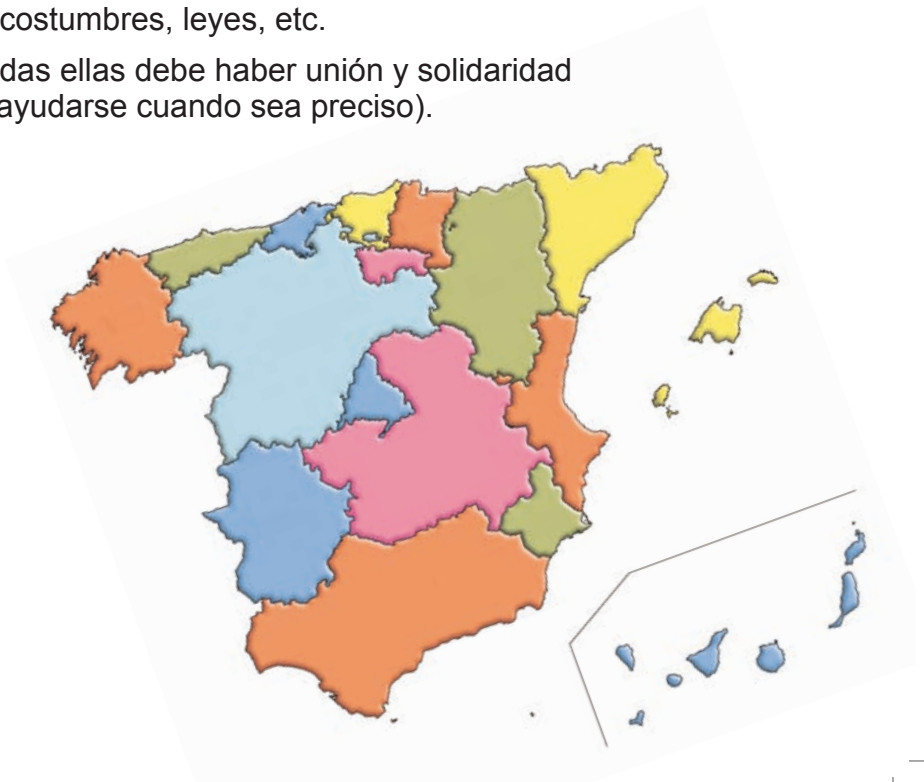 costumbres, leyes, etc.
das ellas debe haber unión y solidaridad
ayudarse cuando sea preciso).